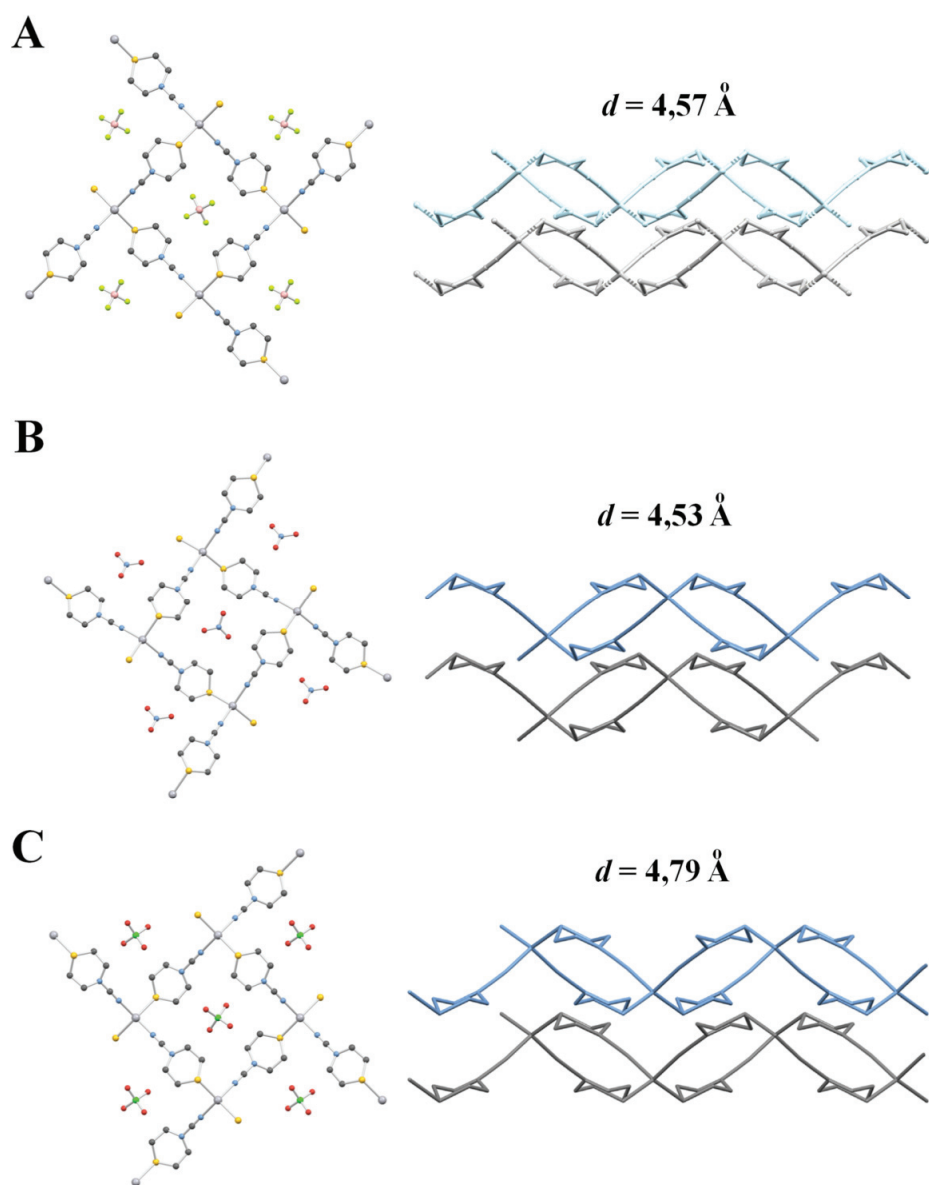 A
d = 4,57 Å
B
d = 4,53 Å
C
d = 4,79 Å